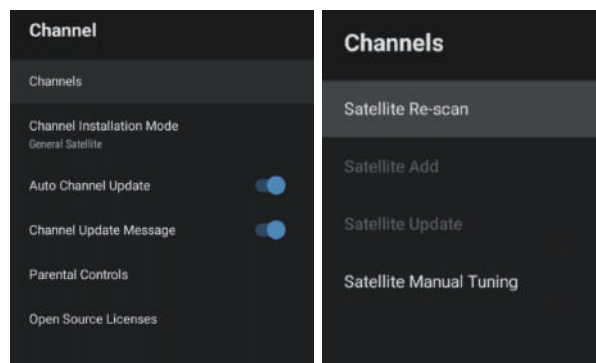 Channel
Channels
Channel Installation Mode
General Satellite
Auto Channel Update
Channel Update Message
Parental Controls
Open Source Licenses
Channels
Satellite Re-scan
Satellite Add
Satellite Update
Satellite Manual Tuning